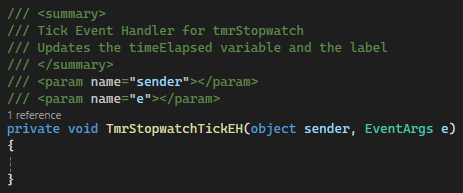 /// <summary>
/// Tick Event Handler for tmrStopwatch
/// Updates the timeElapsed variable and the label
/// </summary>
/// <param name="sender"></param>
/// <param name="e"></param>
1 reference
private void TmrStopwatchTickEH(object sender, EventArgs e)
{
}